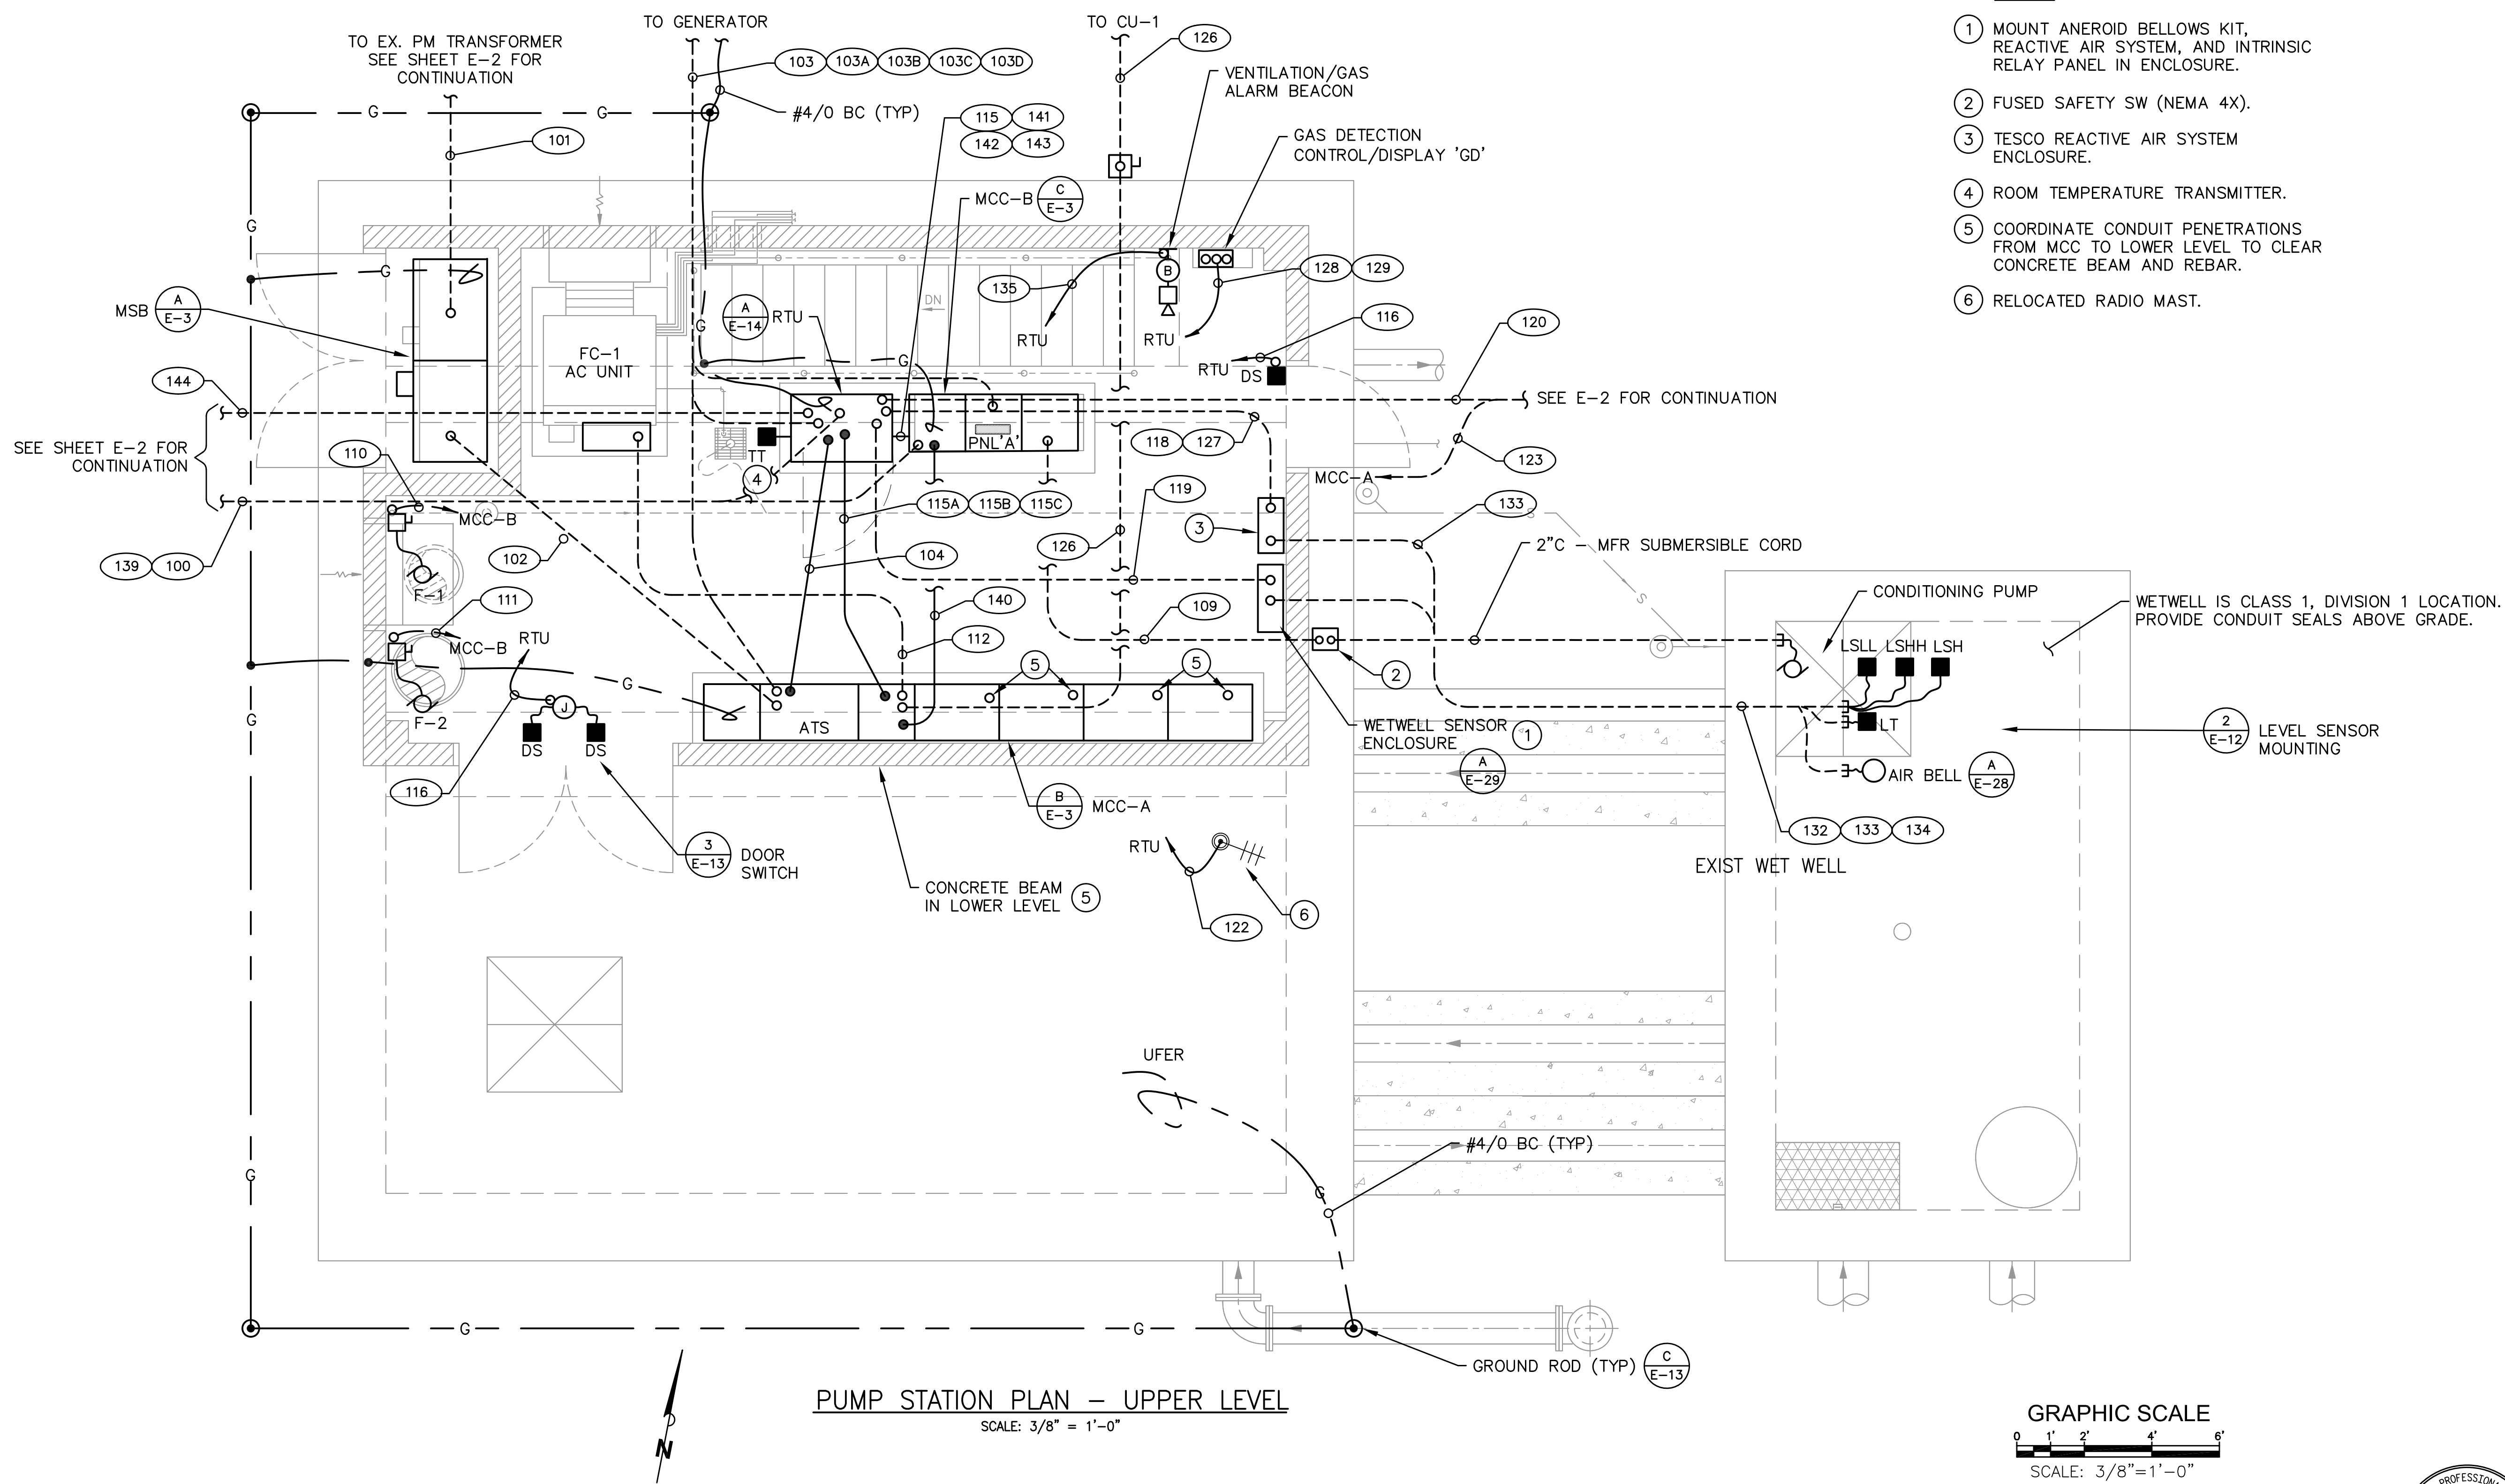 TO GENERATOR
TO CU-1
TO EX. PM TRANSFORMER
SEE SHEET E-2 FOR
CONTINUATION
103 103A 103B 103C 103D
126
VENTILATION/GAS
ALARM BEACON
#4/0 BC (TYP)
115 141
142 143
GAS DETECTION
CONTROL/DISPLAY 'GD'
101
G
G
G
MCC-B
C
E-3
G
128 129
135
B
DN
MSB
A
E-3
A
E-14
RTU
G
RTU
RTU
116
120
FC-1
AC UNIT
G
RTU
DS
144
SEE E-2 FOR CONTINUATION
SEE SHEET E-2 FOR
CONTINUATION
110
TT
4
PNL'A'
118 127
123
MCC-A
119
139 100
MCC-B
115A 115B 115C
3
133
S
102
104
126
2"C - MFR SUBMERSIBLE CORD
F-1
111
140
109
S
CONDITIONING PUMP
WETWELL IS CLASS 1, DIVISION 1 LOCATION.
PROVIDE CONDUIT SEALS ABOVE GRADE.
MCC-B
RTU
112
5
5
2
LSLL LSHH LSH
G
G
F-2
J
DS
DS
ATS
WETWELL SENSOR
ENCLOSURE
1
A
E-29
LT
2
E-12
LEVEL SENSOR
MOUNTING
AIR BELL
A
E-28
116
B
E-3
MCC-A
132 133 134
3
E-13
DOOR
SWITCH
RTU
EXIST WET WELL
CONCRETE BEAM
IN LOWER LEVEL
5
6
122
UFER
#4/0 BC (TYP)
G
G
G
G
GROUND ROD (TYP)
C
E-13
N
PUMP STATION PLAN - UPPER LEVEL
SCALE: 3/8" = 1'-0"
1 MOUNT ANEROID BELLOWS KIT,
REACTIVE AIR SYSTEM, AND INTRINSIC
RELAY PANEL IN ENCLOSURE.
2 FUSED SAFETY SW (NEMA 4X).
3 TESCO REACTIVE AIR SYSTEM
ENCLOSURE.
4 ROOM TEMPERATURE TRANSMITTER.
5 COORDINATE CONDUIT PENETRATIONS
FROM MCC TO LOWER LEVEL TO CLEAR
CONCRETE BEAM AND REBAR.
6 RELOCATED RADIO MAST.
GRAPHIC SCALE
0 1' 2' 4' 6'
SCALE: 3/8"=1'-0"